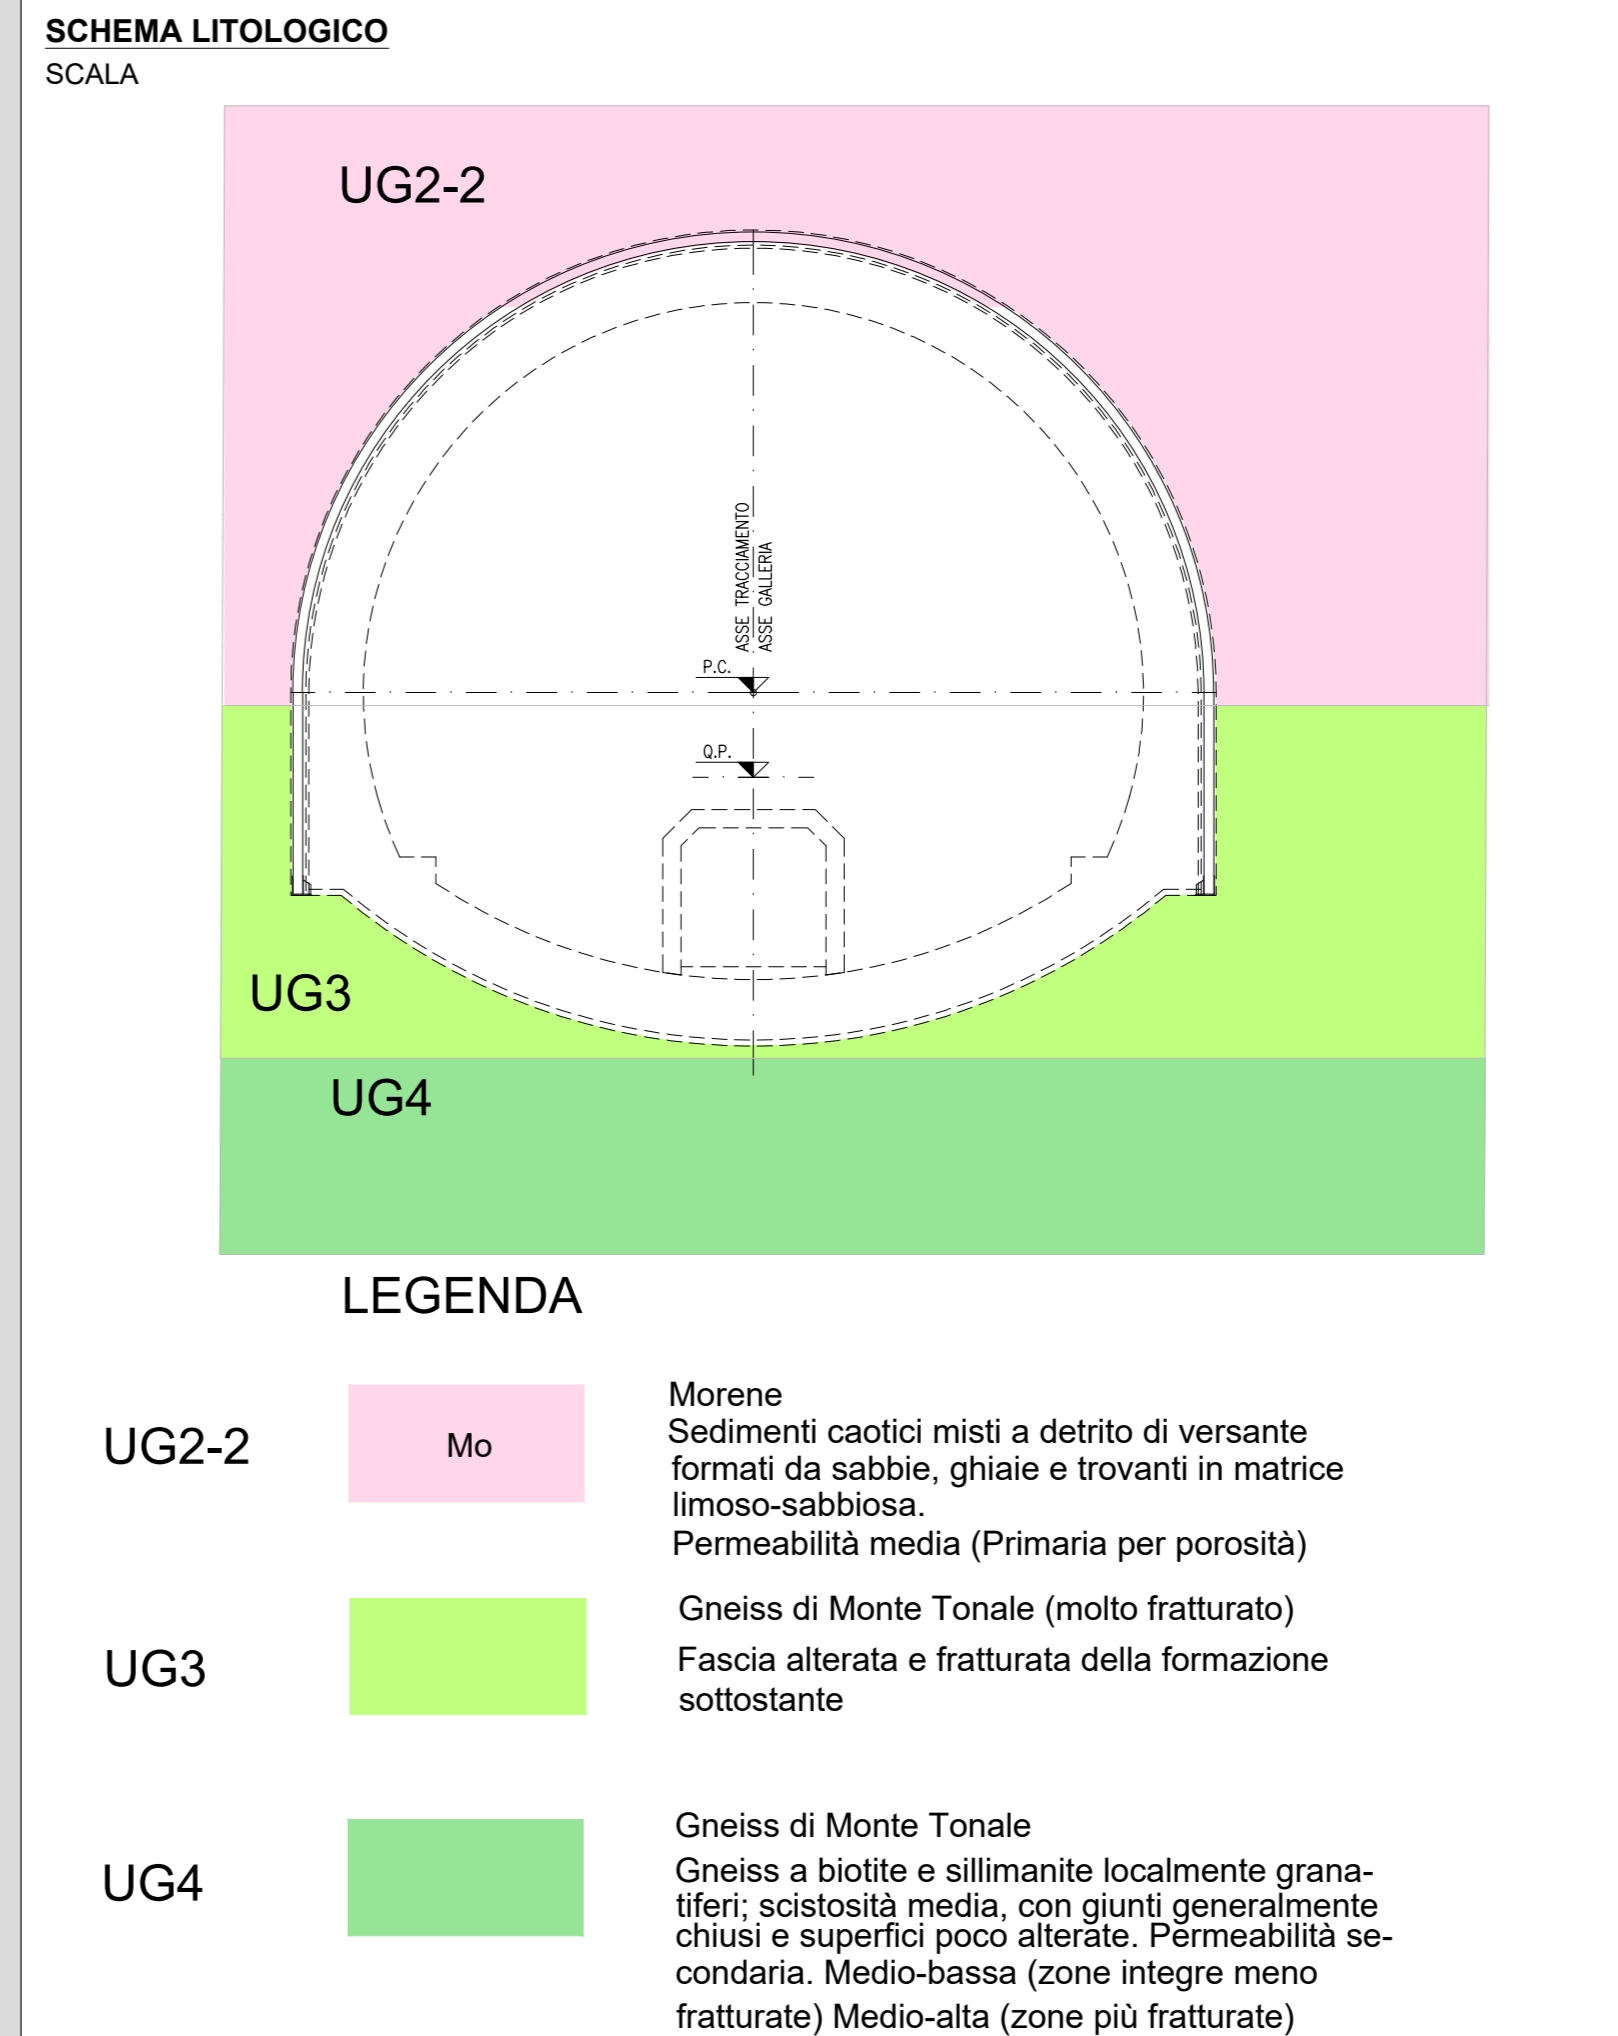 SCHEMA LITOLOGICO
SCALA
UG2-2
ASSE TRACCIAMENTO
ASSE GALLERIA
P.C.
Q.P.
UG3
UG4
LEGENDA
UG2-2
Mo
Morene
Sedimenti caotici misti a detrito di versante
formati da sabbie, ghiaie e trovanti in matrice
limoso-sabbiosa.
Permeabilità media (Primaria per porosità)
UG3
Gneiss di Monte Tonale (molto fratturato)
Fascia alterata e fratturata della formazione
sottostante
UG4
Gneiss di Monte Tonale
Gneiss a biotite e sillimanite localmente grana-
tiferi; scistosità media, con giunti generalmente
chiusi e superfici poco alterate. Permeabilità se-
condaria. Medio-bassa (zone integre meno
fratturate) Medio-alta (zone più fratturate)